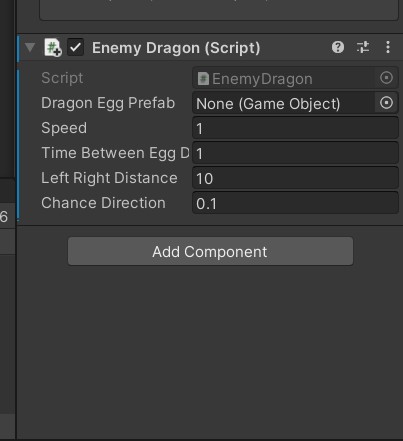 Enemy Dragon (Script)
Script EnemyDragon
Dragon Egg Prefab None (Game Object)
Speed 1
Time Between Egg D 1
Left Right Distance 10
Chance Direction 0.1
6
Add Component